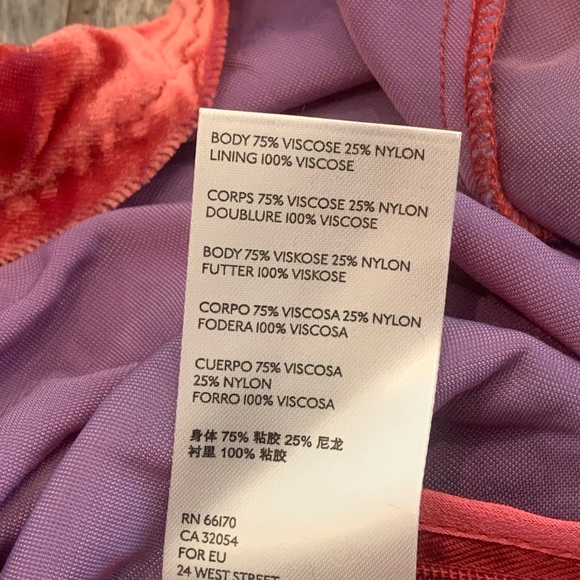 BODY 75% VISCOSE 25% NYLON
LINING 100% VISCOSE
CORPS 75% VISCOSE 25% NYLON
DOUBLURE 100% VISCOSE
BODY 75% VISKOSE 25% NYLON
FUTTER 100% VISKOSE
CORPO 75% VISCOSA 25% NYLON
FODERA 100% VISCOSA
CUERPO 75% VISCOSA
25% NYLON
FORRO 100% VISCOSA
身体 75% 粘胶 25% 尼龙
衬里 100% 粘胶
RN 66170
CA 32054
FOR EU
24 WEST STREET